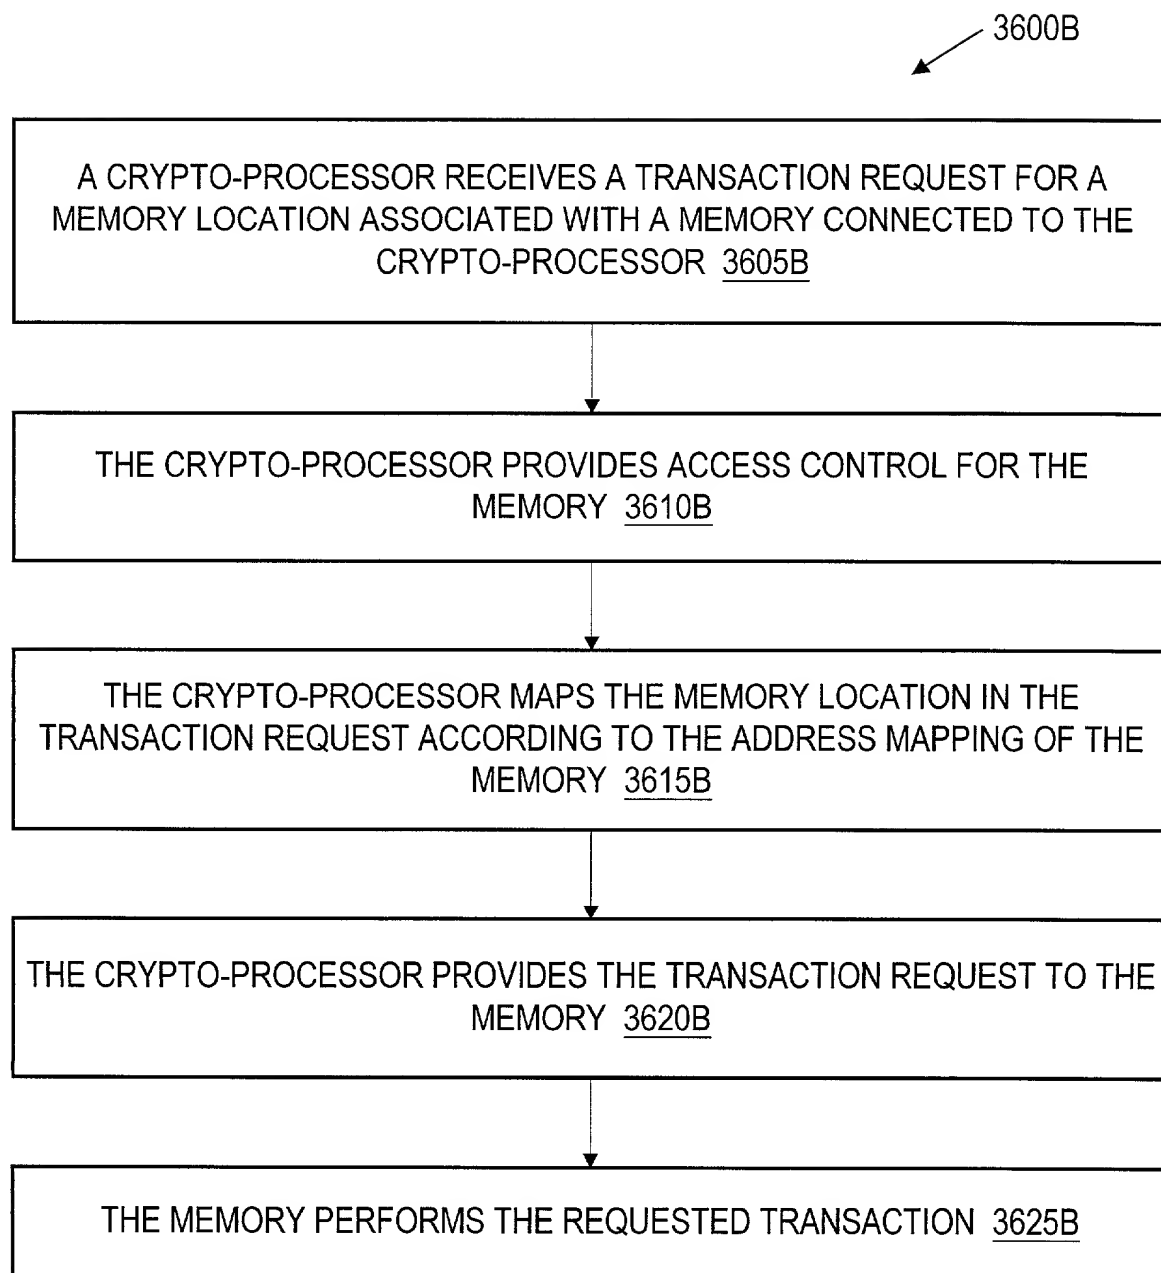 3600B
A CRYPTO-PROCESSOR RECEIVES A TRANSACTION REQUEST FOR A
MEMORY LOCATION ASSOCIATED WITH A MEMORY CONNECTED TO THE
CRYPTO-PROCESSOR 3605B
THE CRYPTO-PROCESSOR PROVIDES ACCESS CONTROL FOR THE
MEMORY 3610B
THE CRYPTO-PROCESSOR MAPS THE MEMORY LOCATION IN THE
TRANSACTION REQUEST ACCORDING TO THE ADDRESS MAPPING OF THE
MEMORY 3615B
THE CRYPTO-PROCESSOR PROVIDES THE TRANSACTION REQUEST TO THE
MEMORY 3620B
THE MEMORY PERFORMS THE REQUESTED TRANSACTION 3625B